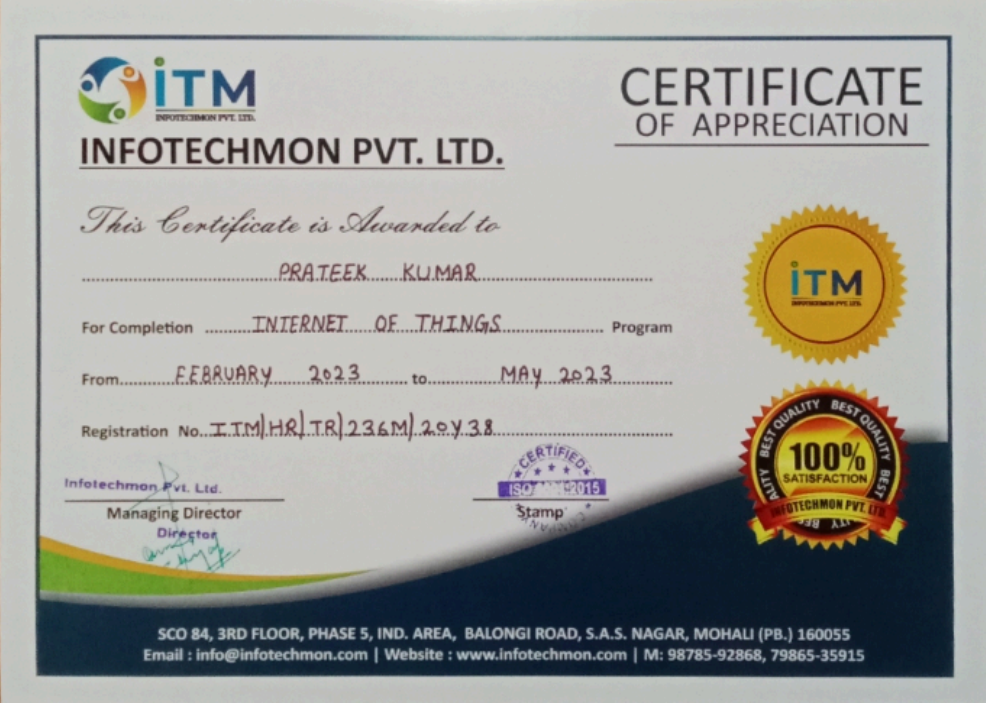 iTM
INFOTECHMON PVT. LTD.
INFOTECHMON PVT. LTD.
CERTIFICATE
OF APPRECIATION
This Certificate is Awarded to
PRATEEK KUMAR
For Completion INTERNET OF THINGS Program
From FEBRUARY 2023 to MAY 2023
Registration No. ITM/HR/TR/236M/20Y38
iTM
INFOTECHMON PVT. LTD.
BEST QUALITY BEST QUALITY BEST
100%
SATISFACTION
INFOTECHMON PVT. LTD.
Infotechmon Pvt. Ltd.
Managing Director
Director
CERTIFIED
ISO 2015
COMPANY
Stamp
SCO 84, 3RD FLOOR, PHASE 5, IND. AREA, BALONGI ROAD, S.A.S. NAGAR, MOHALI (PB.) 160055
Email : info@infotechmon.com | Website : www.infotechmon.com | M: 98785-92868, 79865-35915